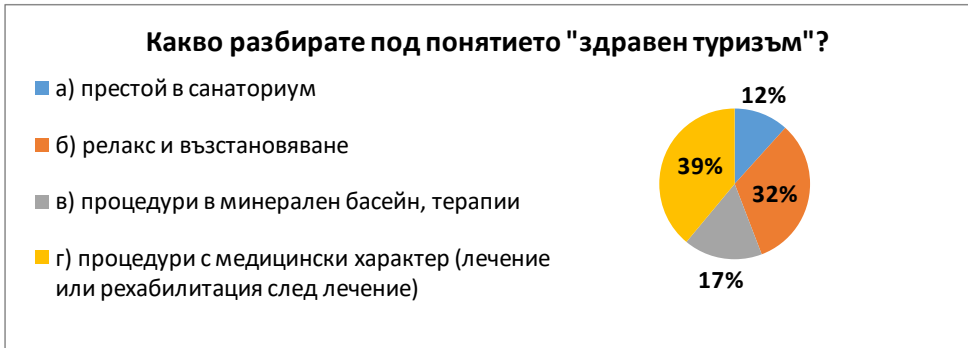 Какво разбирате под понятието "здравен туризъм"?
а) престой в санаториум
б) релакс и възстановяване
в) процедури в минерален басейн, терапии
г) процедури с медицински характер (лечение
или рехабилитация след лечение)
12%
39%
32%
17%